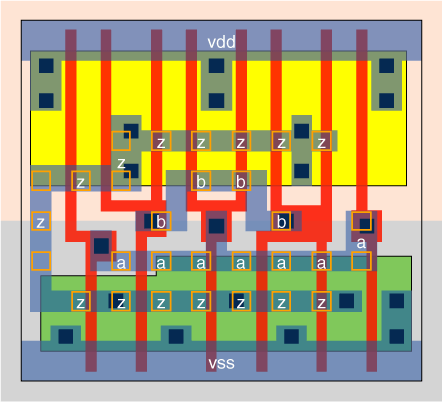 vdd
z z z z z
z
z b b
z b b
a
a a a a a a
z z z z z z z
vss